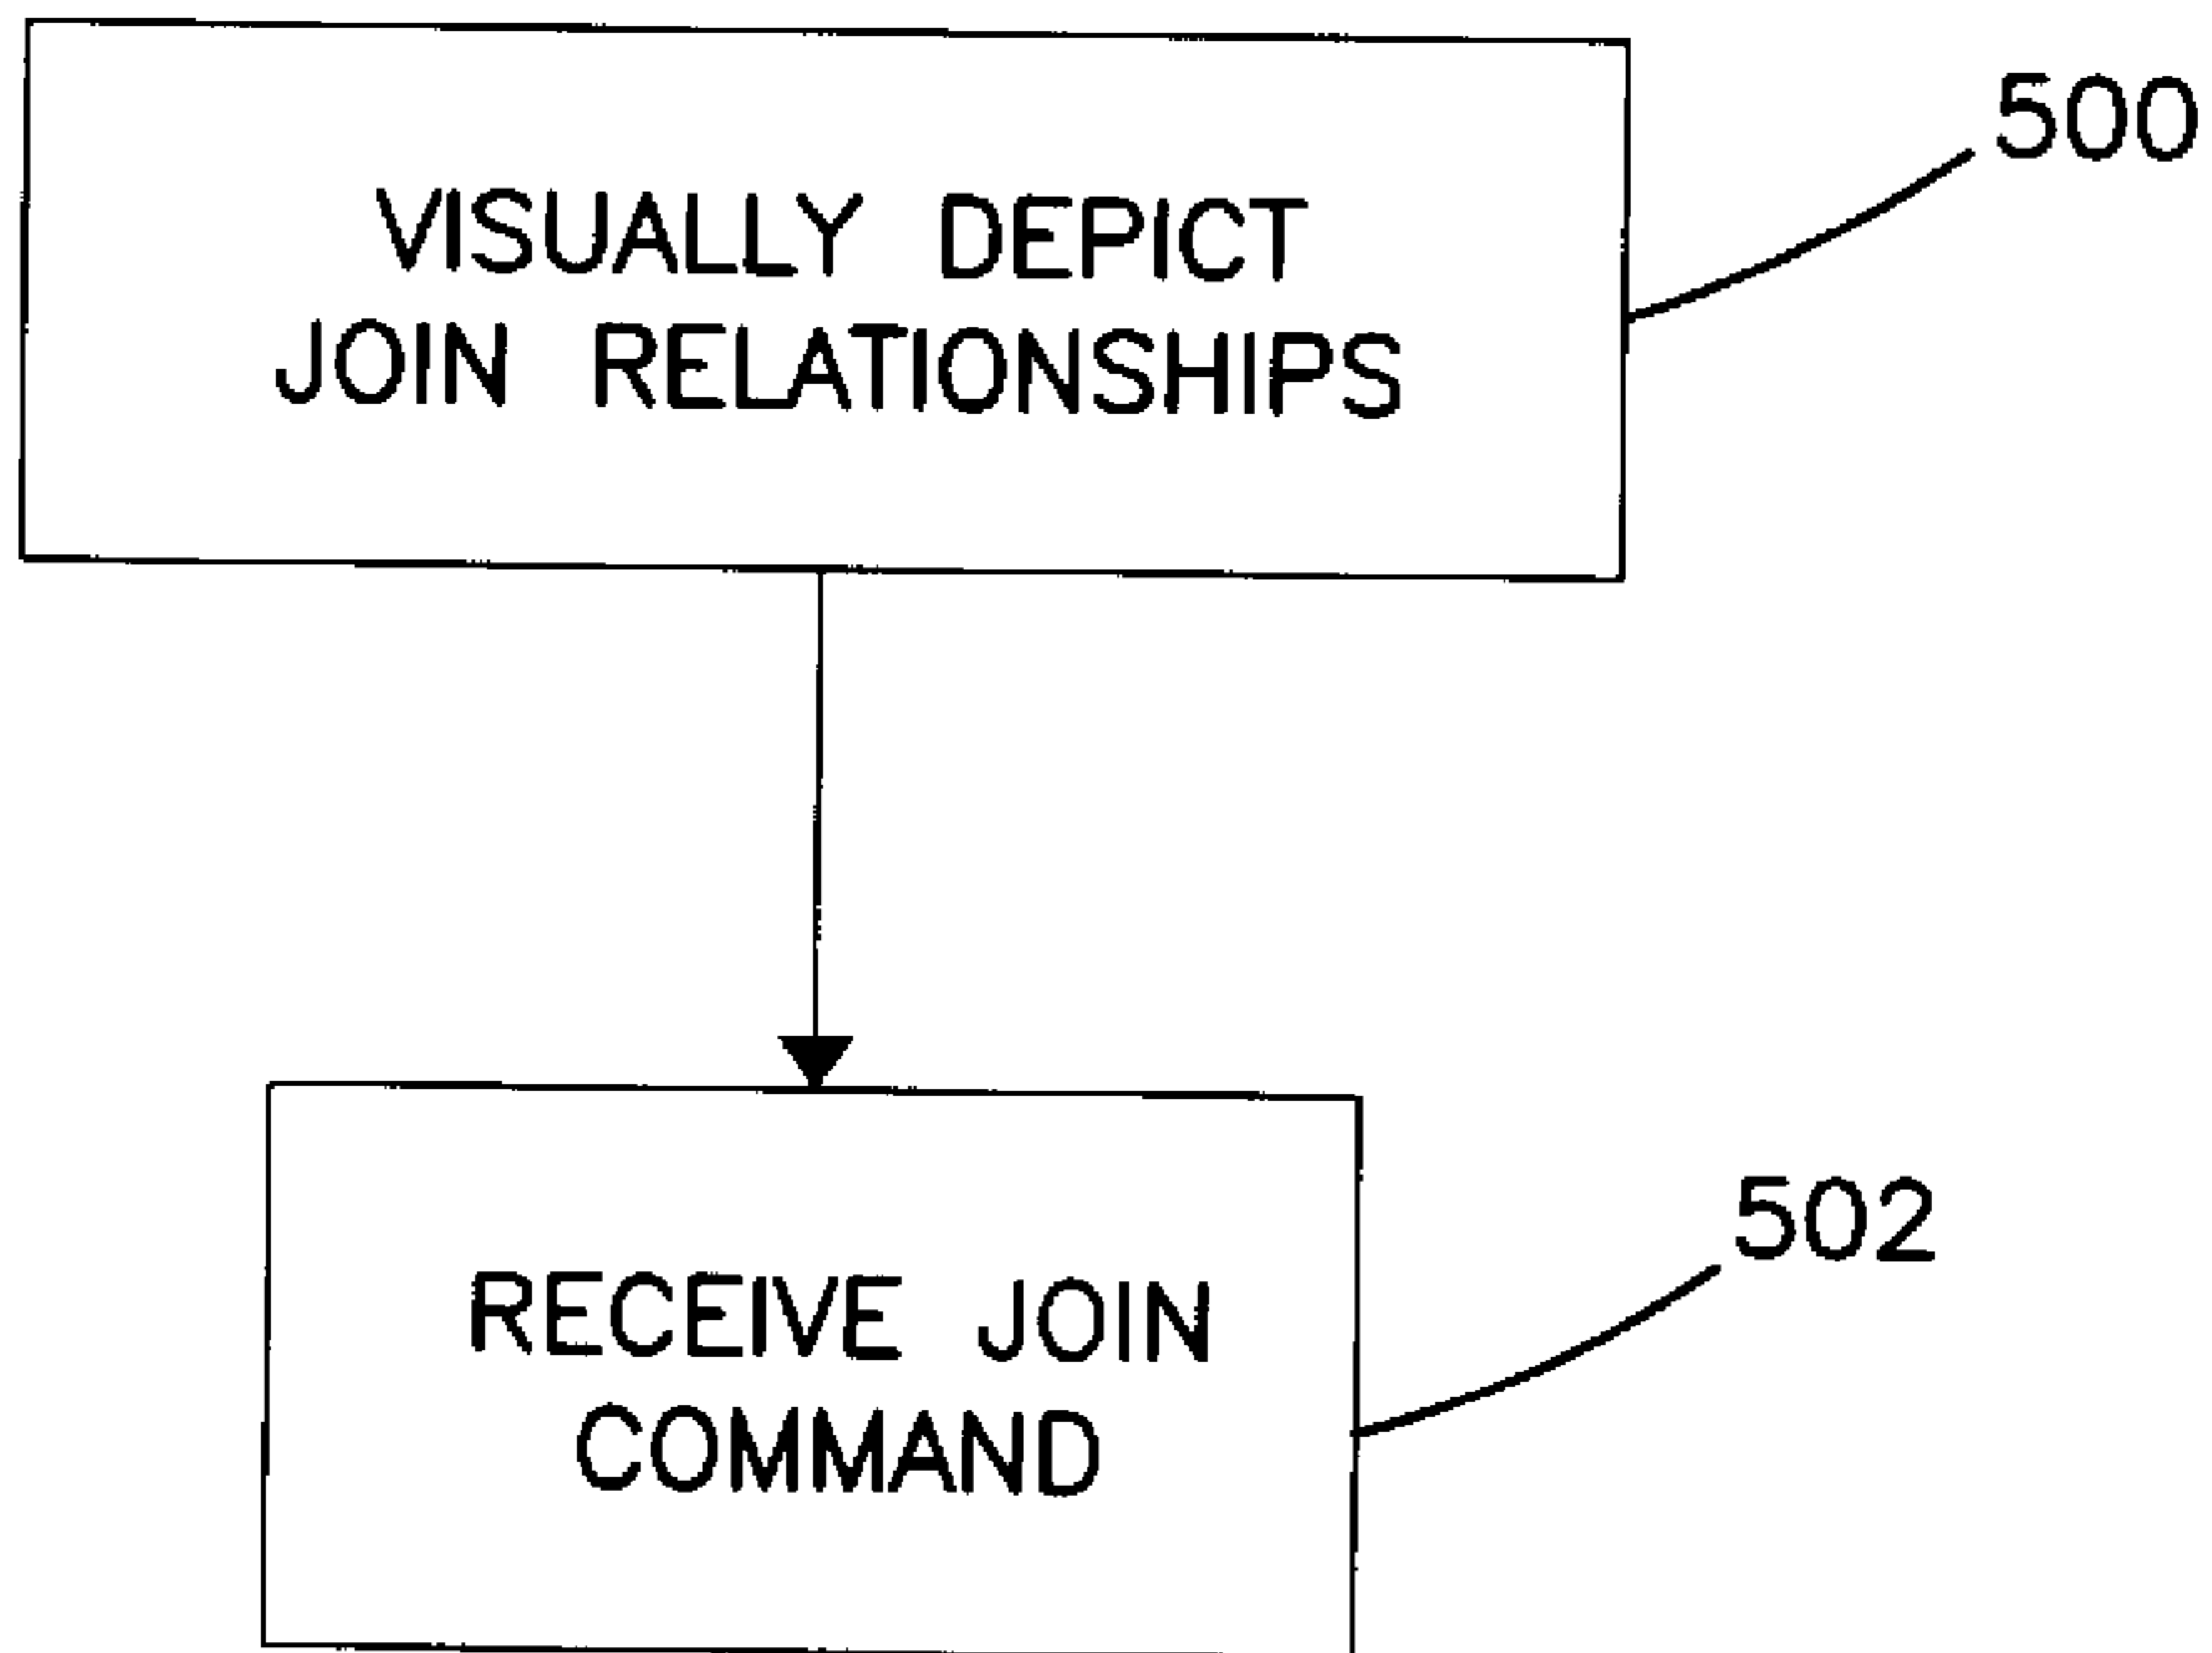 VISUALLY DEPICT
JOIN RELATIONSHIPS
500
RECEIVE JOIN
COMMAND
502